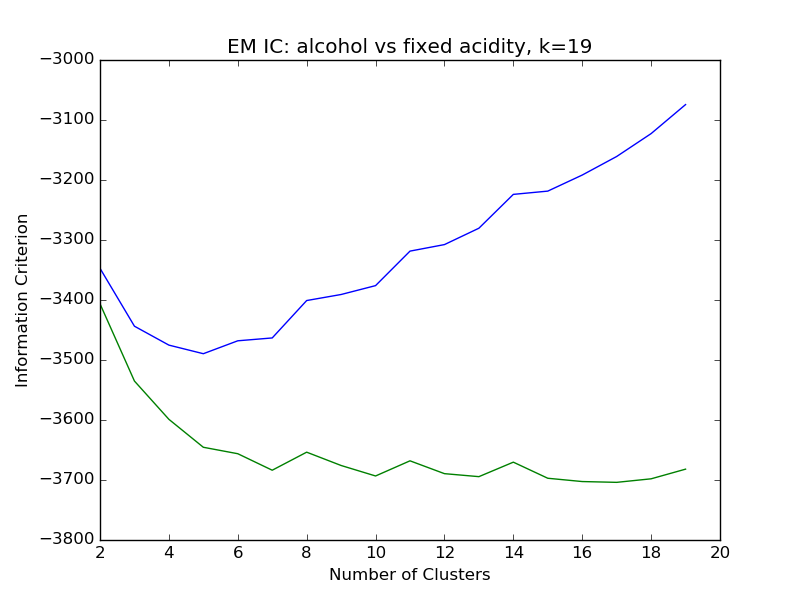 EM IC: alcohol vs fixed acidity, k=19
−3000
−3100
−3200
−3300
−3400
−3500
−3600
−3700
−3800
Information Criterion
2 4 6 8 10 12 14 16 18 20
Number of Clusters